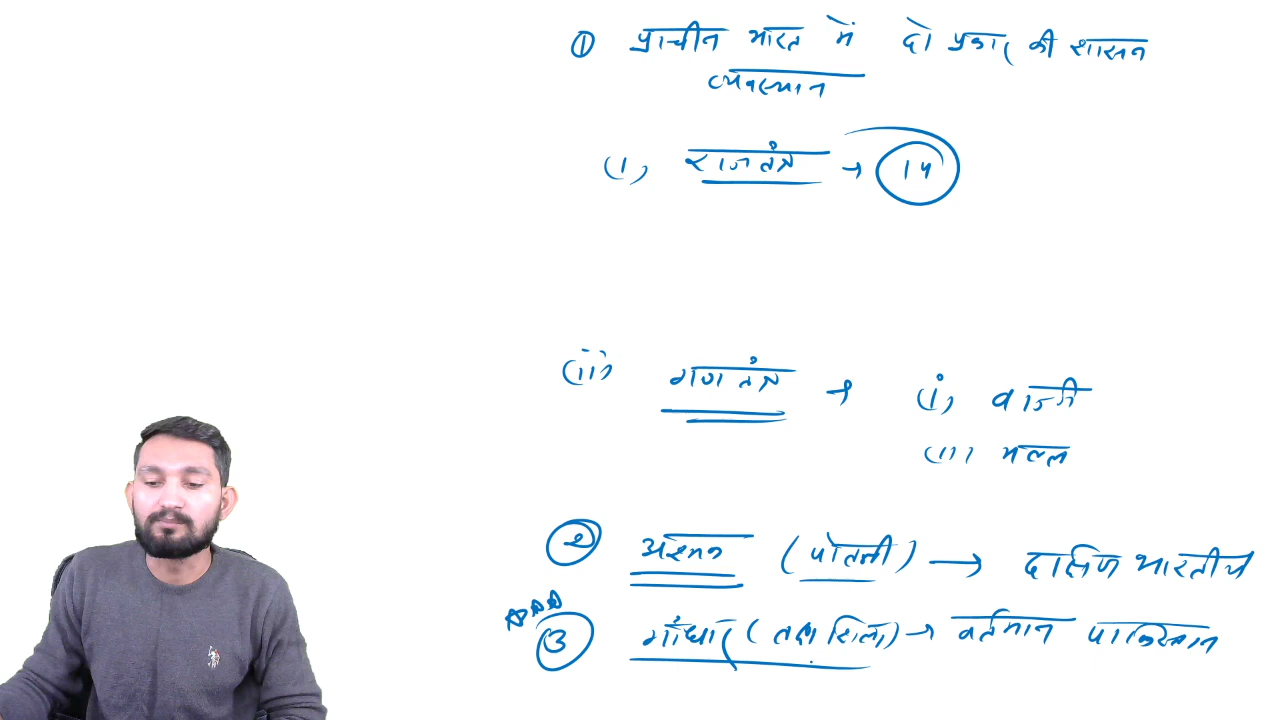 ① प्राचीन भारत में दो प्रकार की शासन
व्यवस्थान
(i) राजतंत्र → 14
(ii) गणतंत्र → (i) वाज्जी
(ii) मल्ल
② अश्मक (पोतली) → दक्षिण भारतीय
③ गांधार (तक्षशिला) → वर्तमान पाकिस्तान